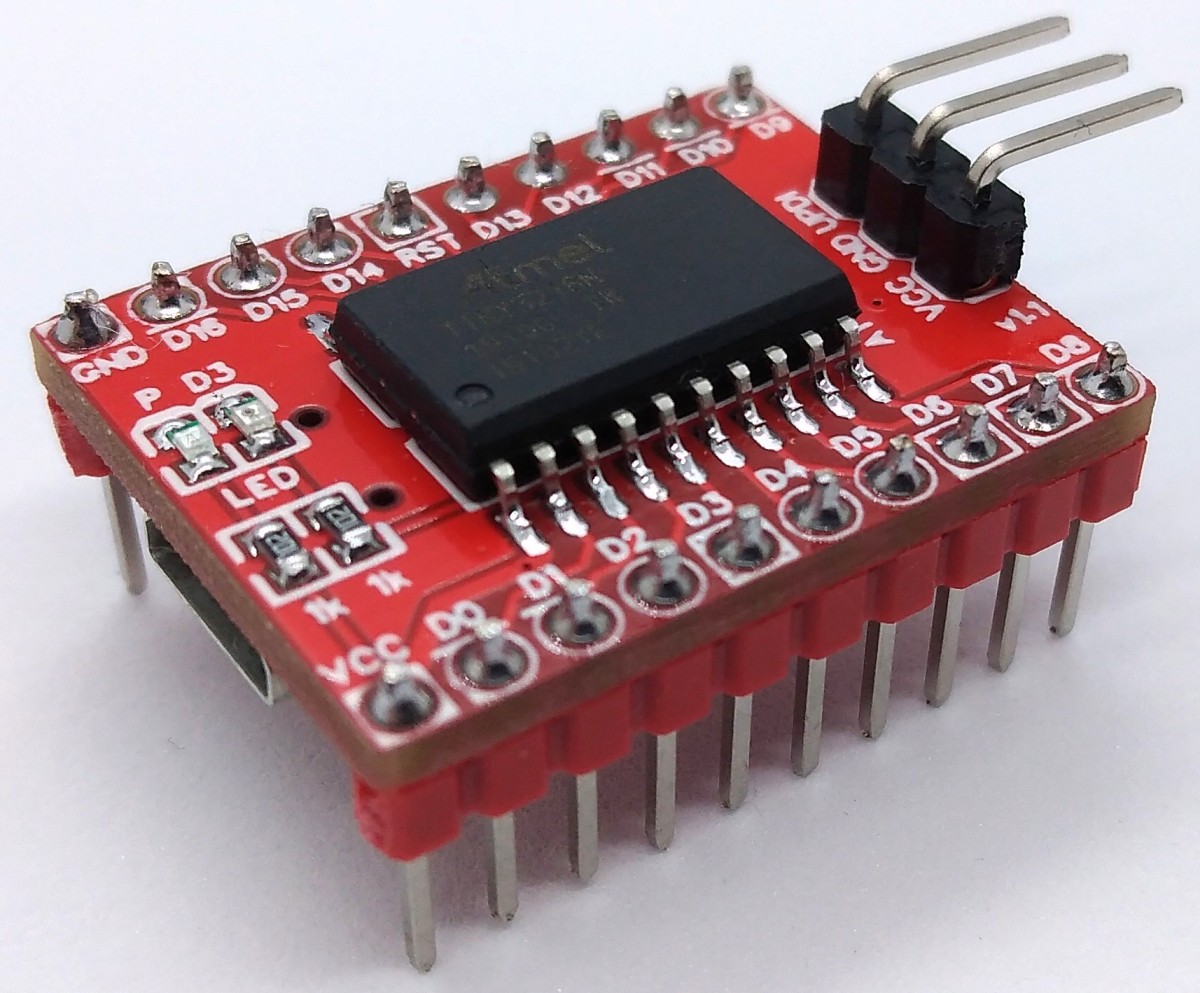 D9
D10
D11
D12
D13
RST
D14
D15
D16
GND
UPDI
GND
VCC
v1.1
Atmel
P
D3
LED
1k
1k
VCC
D0
D1
D2
D3
D4
D5
D6
D7
D8